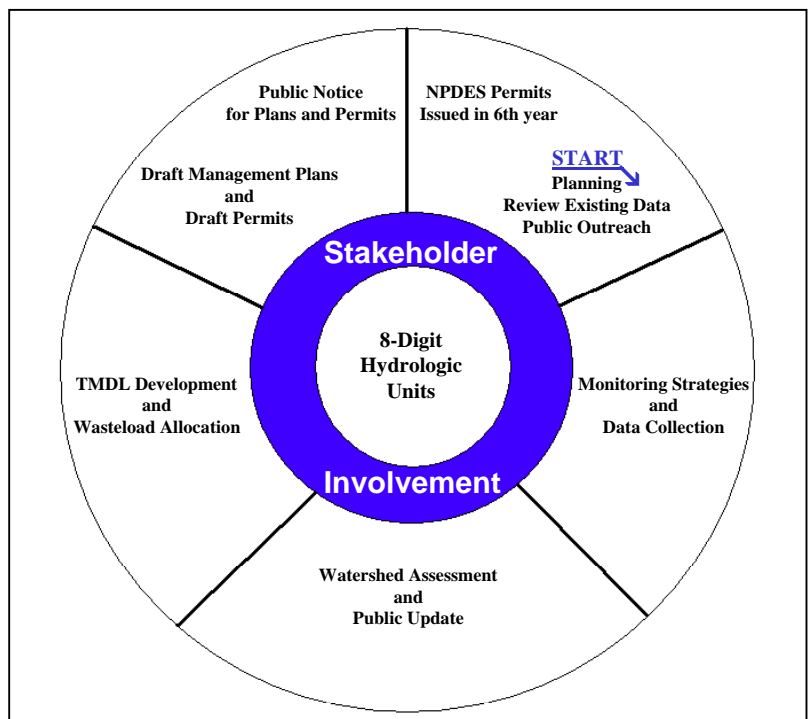 Public Notice
for Plans and Permits
Draft Management Plans
and
Draft Permits
NPDES Permits
Issued in 6th year
START
Planning
Review Existing Data
Public Outreach
Stakeholder
8-Digit
Hydrologic
Units
Involvement
TMDL Development
and
Wasteload Allocation
Monitoring Strategies
and
Data Collection
Watershed Assessment
and
Public Update